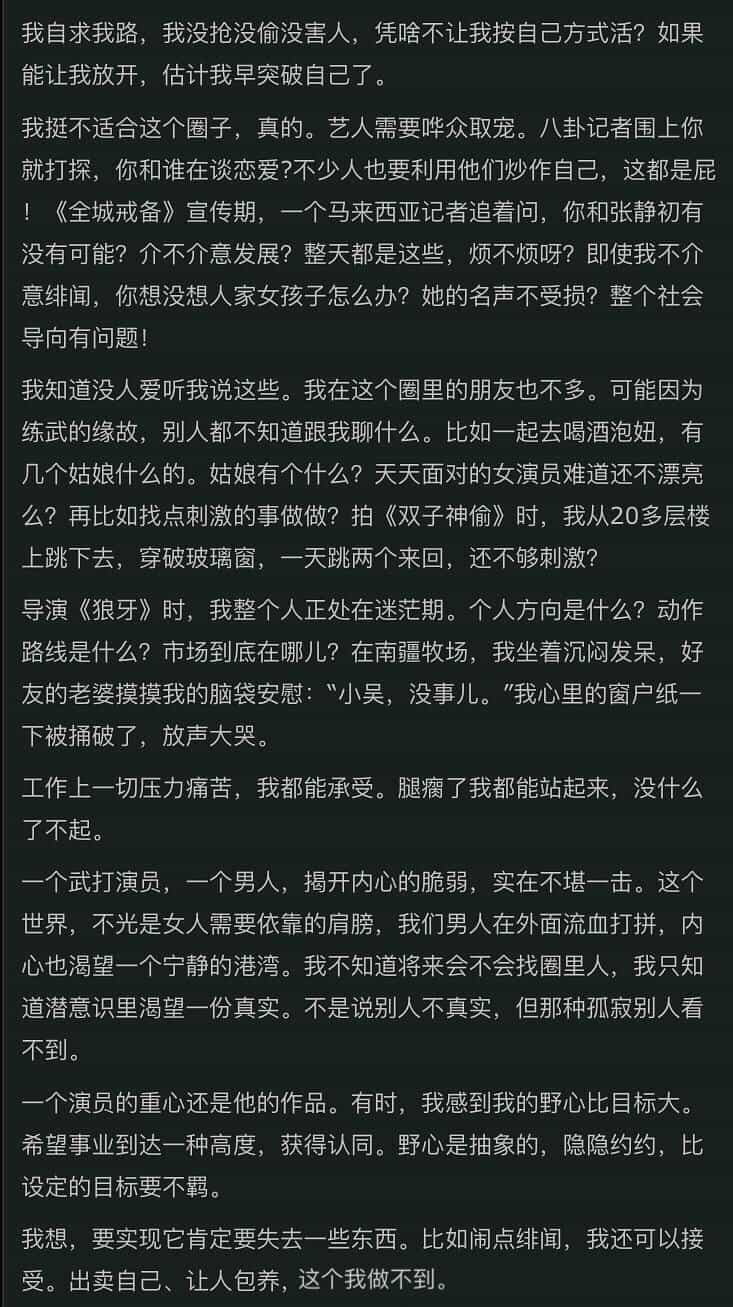 我自求我路，我没抢没偷没害人，凭啥不让我按自己方式活？如果
能让我放开，估计我早突破自己了。
我挺不适合这个圈子，真的。艺人需要哗众取宠。八卦记者围上你
就打探，你和谁在谈恋爱?不少人也要利用他们炒作自己，这都是屁
！《全城戒备》宣传期，一个马来西亚记者追着问，你和张静初有
没有可能？介不介意发展？整天都是这些，烦不烦呀？即使我不介
意绯闻，你想没想人家女孩子怎么办？她的名声不受损？整个社会
导向有问题！
我知道没人爱听我说这些。我在这个圈里的朋友也不多。可能因为
练武的缘故，别人都不知道跟我聊什么。比如一起去喝酒泡妞，有
几个姑娘什么的。姑娘有个什么？天天面对的女演员难道还不漂亮
么？再比如找点刺激的事做做？拍《双子神偷》时，我从20多层楼
上跳下去，穿破玻璃窗，一天跳两个来回，还不够刺激？
导演《狼牙》时，我整个人正处在迷茫期。个人方向是什么？动作
路线是什么？市场到底在哪儿？在南疆牧场，我坐着沉闷发呆，好
友的老婆摸摸我的脑袋安慰：“小吴，没事儿。”我心里的窗户纸一
下被捅破了，放声大哭。
工作上一切压力痛苦，我都能承受。腿瘸了我都能站起来，没什么
了不起。
一个武打演员，一个男人，揭开内心的脆弱，实在不堪一击。这个
世界，不光是女人需要依靠的肩膀，我们男人在外面流血打拼，内
心也渴望一个宁静的港湾。我不知道将来会不会找圈里人，我只知
道潜意识里渴望一份真实。不是说别人不真实，但那种孤寂别人看
不到。
一个演员的重心还是他的作品。有时，我感到我的野心比目标大。
希望事业到达一种高度，获得认同。野心是抽象的，隐隐约约，比
设定的目标要不羁。
我想，要实现它肯定要失去一些东西。比如闹点绯闻，我还可以接
受。出卖自己、让人包养，这个我做不到。